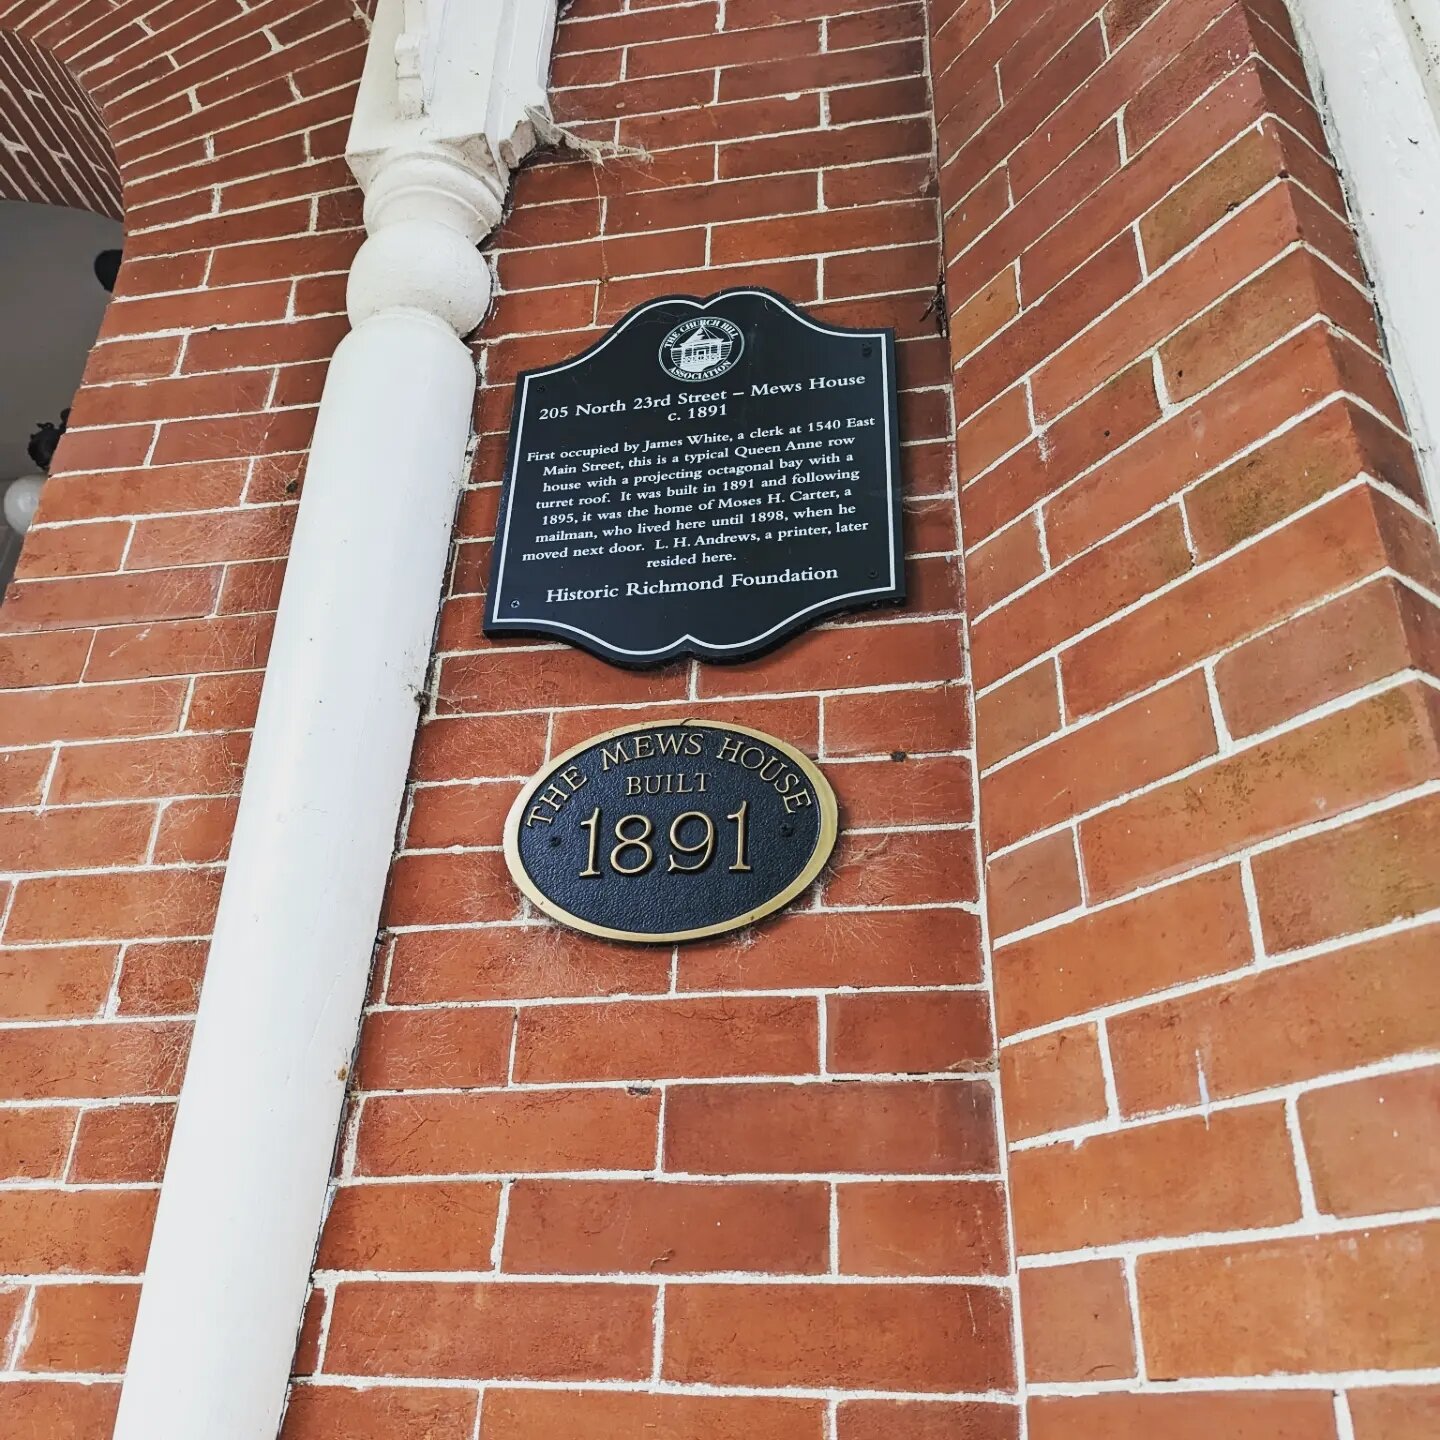 THE CHURCH HILL
ASSOCIATION
205 North 23rd Street – Mews House
c. 1891
First occupied by James White, a clerk at 1540 East
Main Street, this is a typical Queen Anne row
house with a projecting octagonal bay with a
turret roof. It was built in 1891 and following
1895, it was the home of Moses H. Carter, a
mailman, who lived here until 1898, when he
moved next door. L. H. Andrews, a printer, later
resided here.
Historic Richmond Foundation
THE MEWS HOUSE
BUILT
1891